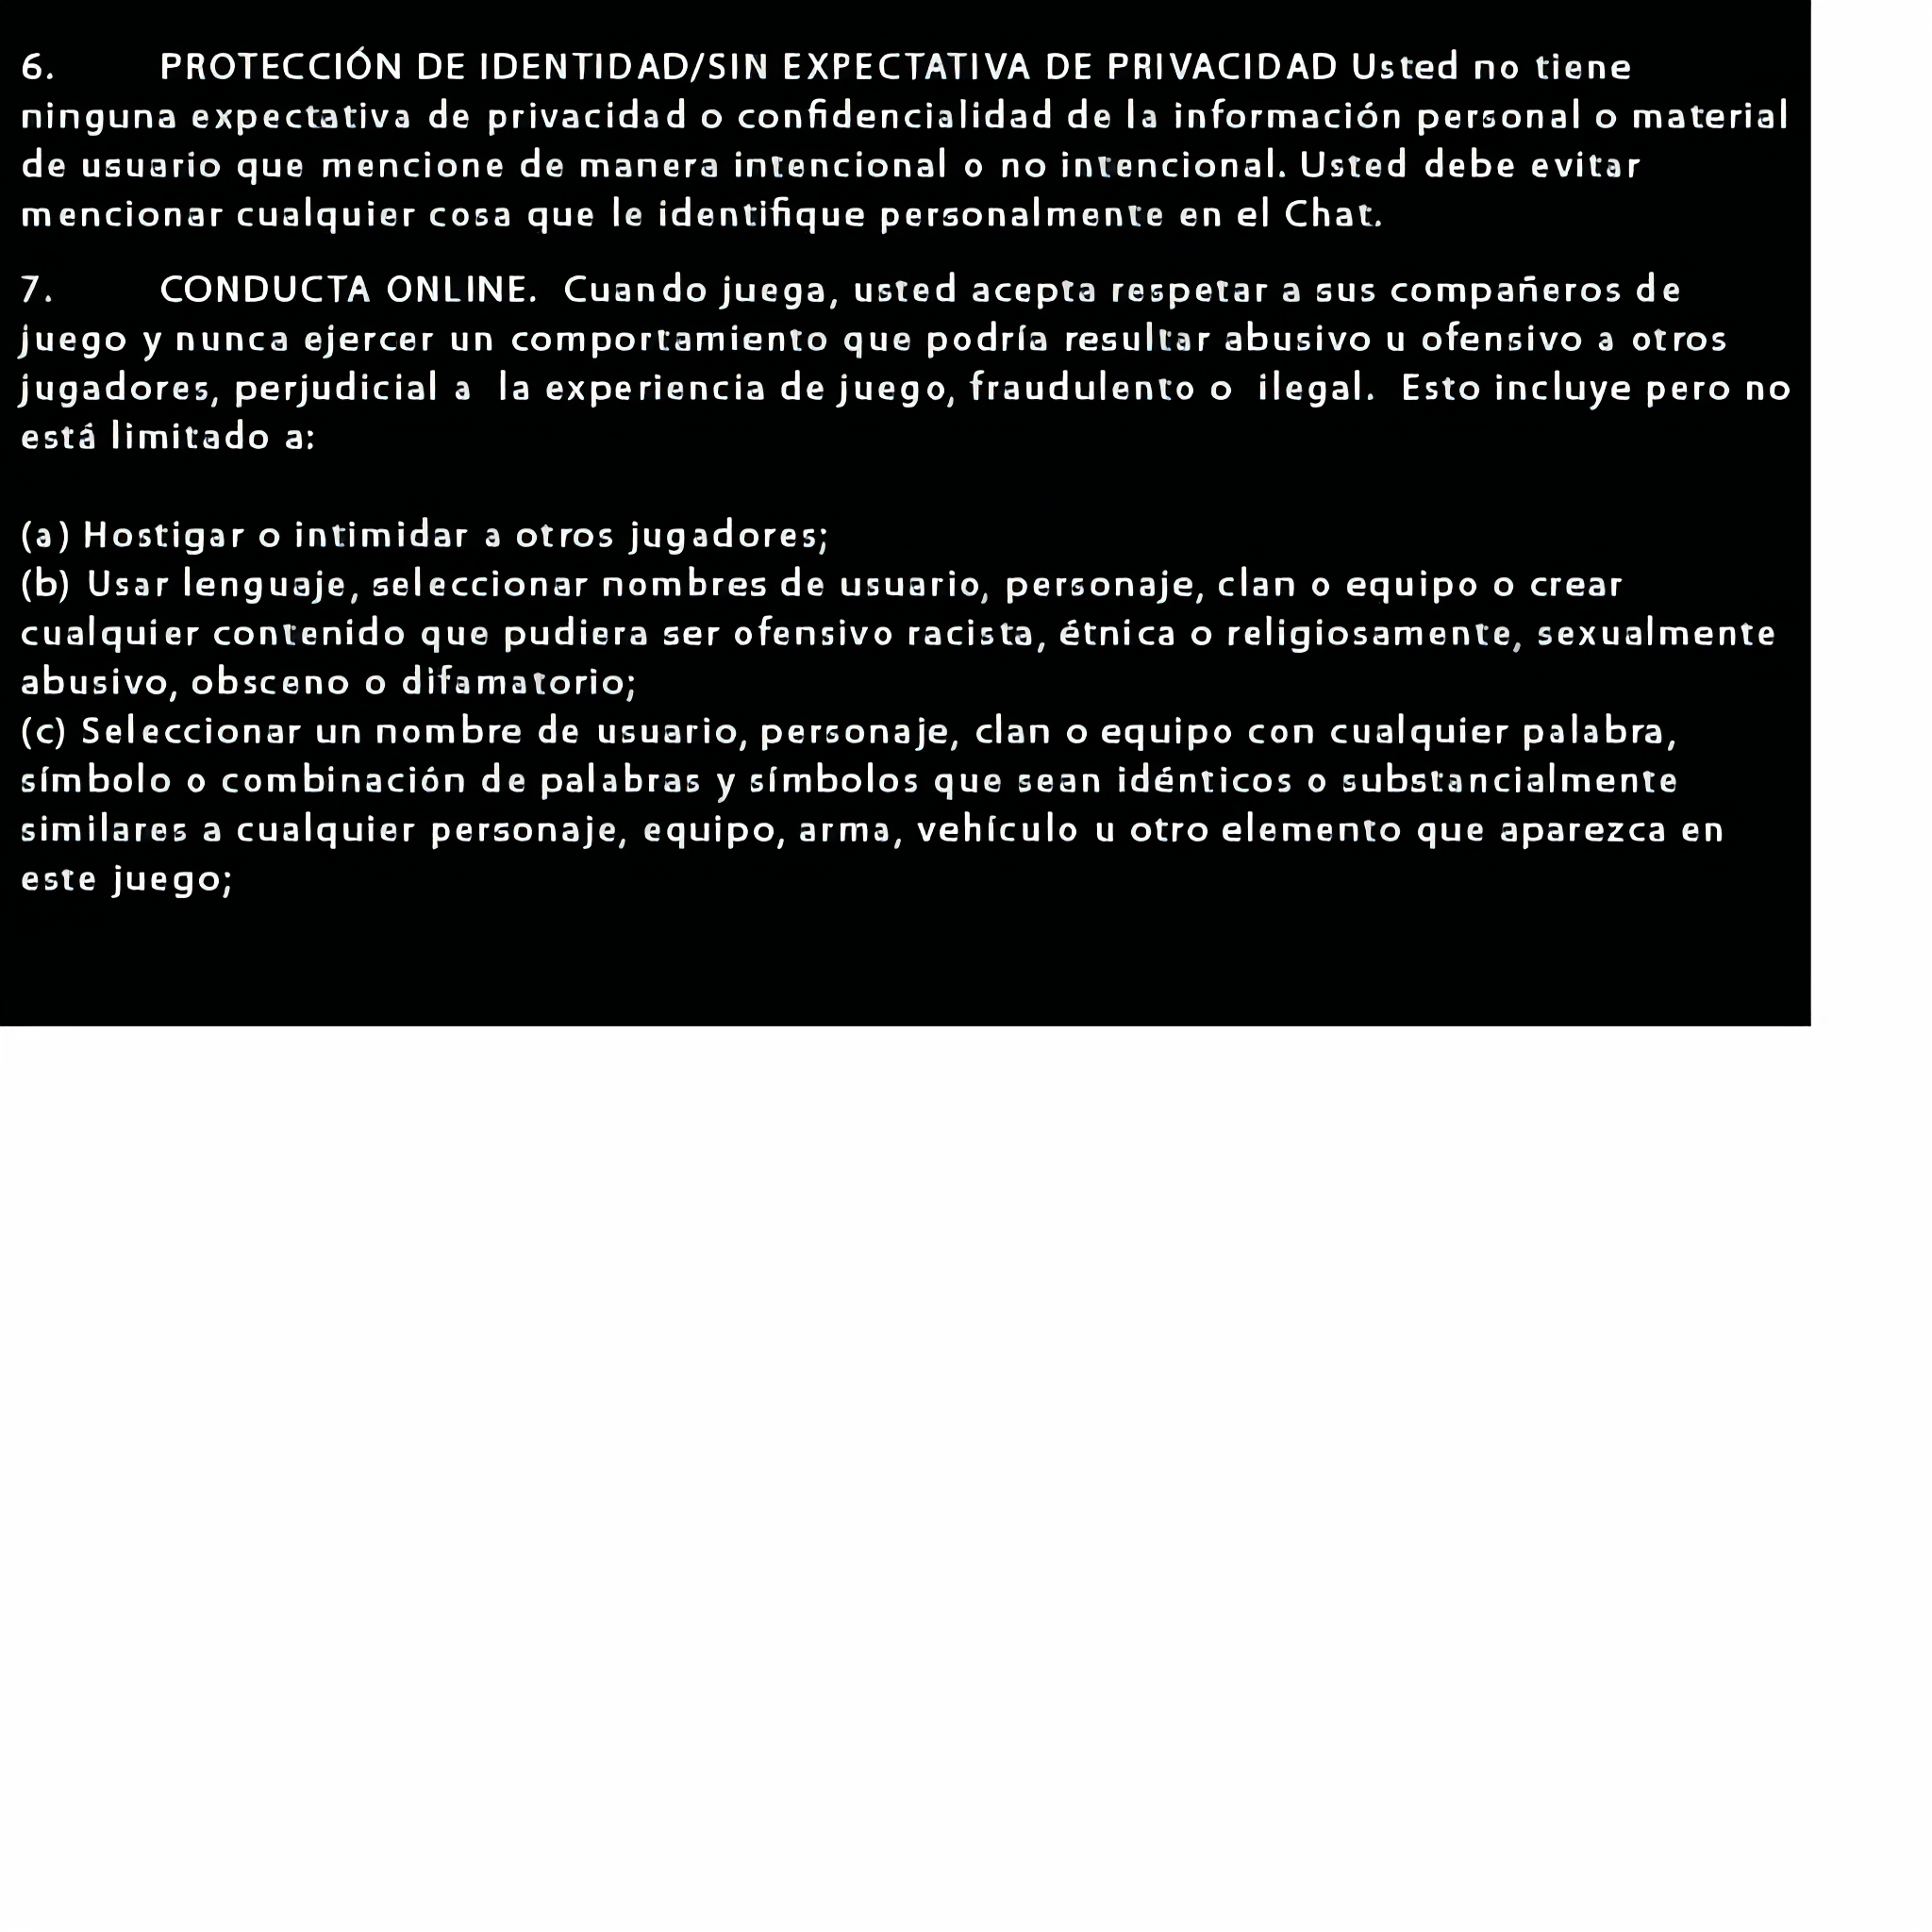 6. PROTECCIÓN DE IDENTIDAD/SIN EXPECTATIVA DE PRIVACIDAD Usted no tiene
ninguna expectativa de privacidad o confidencialidad de la información personal o material
de usuario que mencione de manera intencional o no intencional. Usted debe evitar
mencionar cualquier cosa que le identifique personalmente en el Chat.
7. CONDUCTA ONLINE. Cuando juega, usted acepta respetar a sus compañeros de
juego y nunca ejercer un comportamiento que podría resultar abusivo u ofensivo a otros
jugadores, perjudicial a la experiencia de juego, fraudulento o ilegal. Esto incluye pero no
está limitado a:
(a) Hostigar o intimidar a otros jugadores;
(b) Usar lenguaje, seleccionar nombres de usuario, personaje, clan o equipo o crear
cualquier contenido que pudiera ser ofensivo racista, étnica o religiosamente, sexualmente
abusivo, obsceno o difamatorio;
(c) Seleccionar un nombre de usuario, personaje, clan o equipo con cualquier palabra,
símbolo o combinación de palabras y símbolos que sean idénticos o substancialmente
similares a cualquier personaje, equipo, arma, vehículo u otro elemento que aparezca en
este juego;